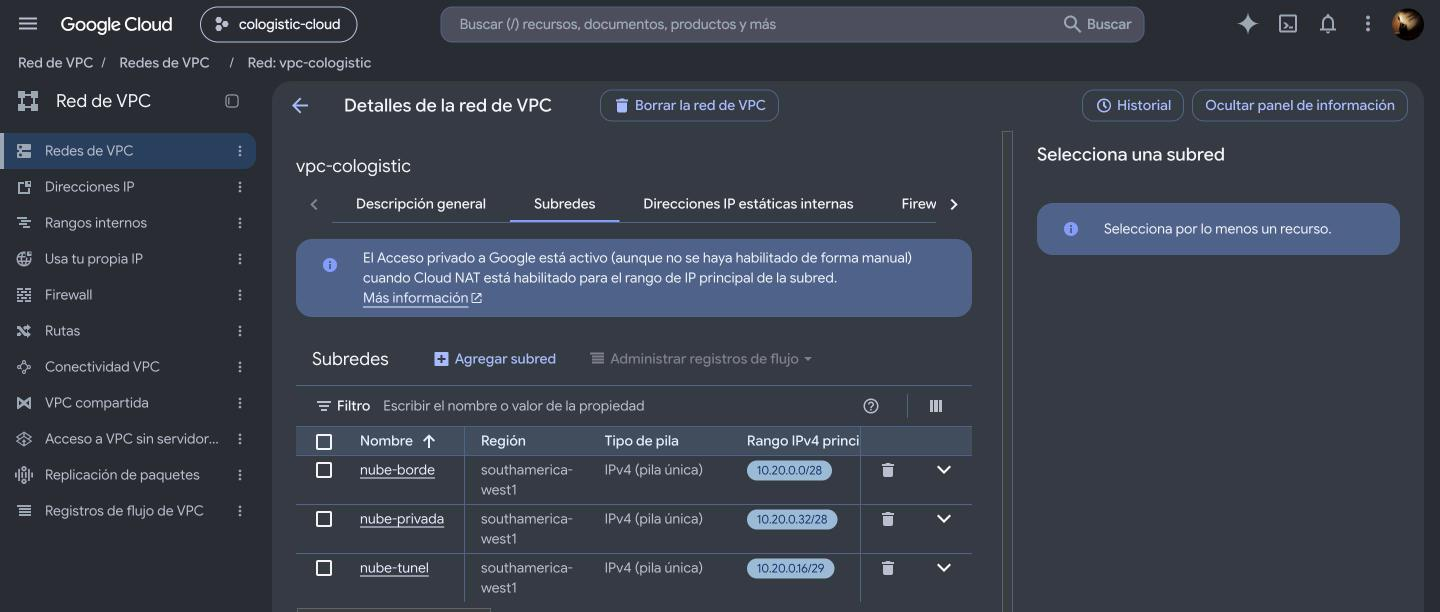 Google Cloud
cologistic-cloud
Buscar (/) recursos, documentos, productos y más
Buscar
Red de VPC / Redes de VPC / Red: vpc-cologistic
Red de VPC
Redes de VPC
Direcciones IP
Rangos internos
Usa tu propia IP
Firewall
Rutas
Conectividad VPC
VPC compartida
Acceso a VPC sin servidor...
Replicación de paquetes
Registros de flujo de VPC
Detalles de la red de VPC
Borrar la red de VPC
Historial
Ocultar panel de información
vpc-cologistic
Descripción general
Subredes
Direcciones IP estáticas internas
Firew
El Acceso privado a Google está activo (aunque no se haya habilitado de forma manual)
cuando Cloud NAT está habilitado para el rango de IP principal de la subred.
Más información
Subredes
Agregar subred
Administrar registros de flujo
Filtro
Escribir el nombre o valor de la propiedad
Nombre
Región
Tipo de pila
Rango IPv4 princi
nube-borde
southamerica-
west1
IPv4 (pila única)
10.20.0.0/28
nube-privada
southamerica-
west1
IPv4 (pila única)
10.20.0.32/28
nube-tunel
southamerica-
west1
IPv4 (pila única)
10.20.0.16/29
Selecciona una subred
Selecciona por lo menos un recurso.